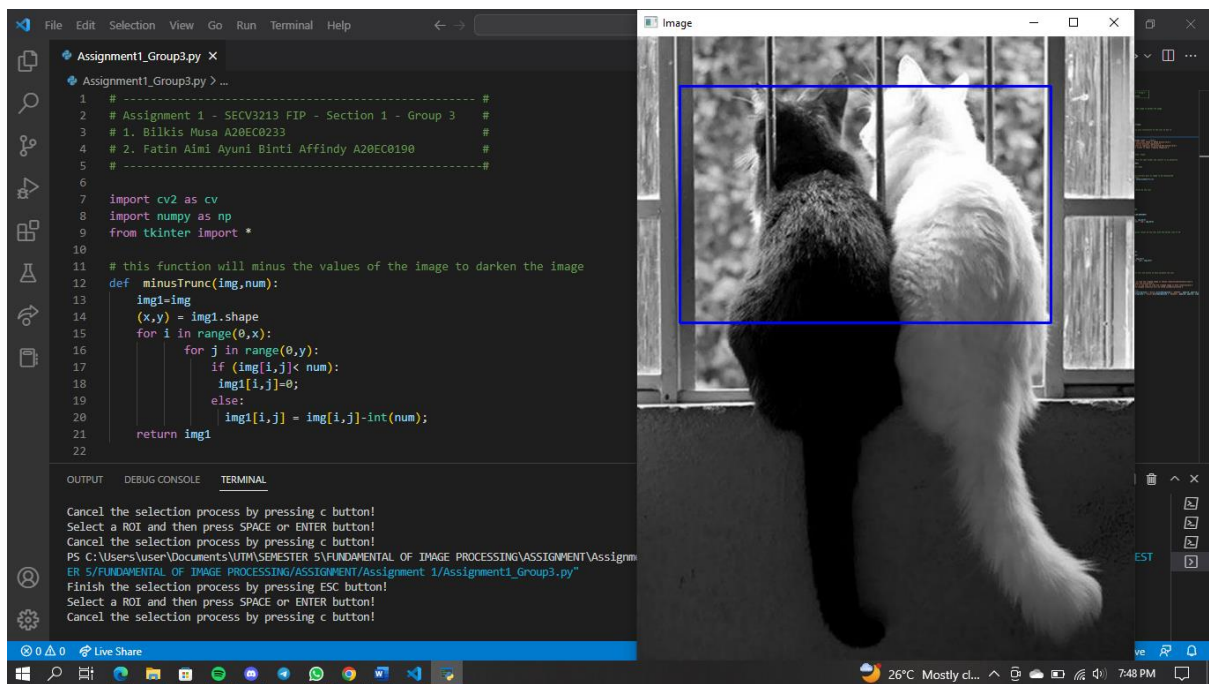 File Edit Selection View Go Run Terminal Help
Image
Assignment1_Group3.py
Assignment1_Group3.py > ...
1 # ---------------------------------------------------- #
2 # Assignment 1 - SECV3213 FIP - Section 1 - Group 3 #
3 # 1. Bilkis Musa A20EC0233 #
4 # 2. Fatin Aimi Ayuni Binti Affindy A20EC0190 #
5 # -----------------------------------------------------#
6
7 import cv2 as cv
8 import numpy as np
9 from tkinter import *
10
11 # this function will minus the values of the image to darken the image
12 def minusTrunc(img,num):
13 img1=img
14 (x,y) = img1.shape
15 for i in range(0,x):
16 for j in range(0,y):
17 if (img[i,j]< num):
18 img1[i,j]=0;
19 else:
20 img1[i,j] = img[i,j]-int(num);
21 return img1
22
OUTPUT DEBUG CONSOLE TERMINAL
Cancel the selection process by pressing c button!
Select a ROI and then press SPACE or ENTER button!
Cancel the selection process by pressing c button!
PS C:\Users\user\Documents\UTM\SEMESTER 5\FUNDAMENTAL OF IMAGE PROCESSING\ASSIGNMENT\Assignm EST
ER 5/FUNDAMENTAL OF IMAGE PROCESSING/ASSIGNMENT/Assignment 1/Assignment1_Group3.py"
Finish the selection process by pressing ESC button!
Select a ROI and then press SPACE or ENTER button!
Cancel the selection process by pressing c button!
0 0 Live Share ve
26°C Mostly cl... 7:48 PM